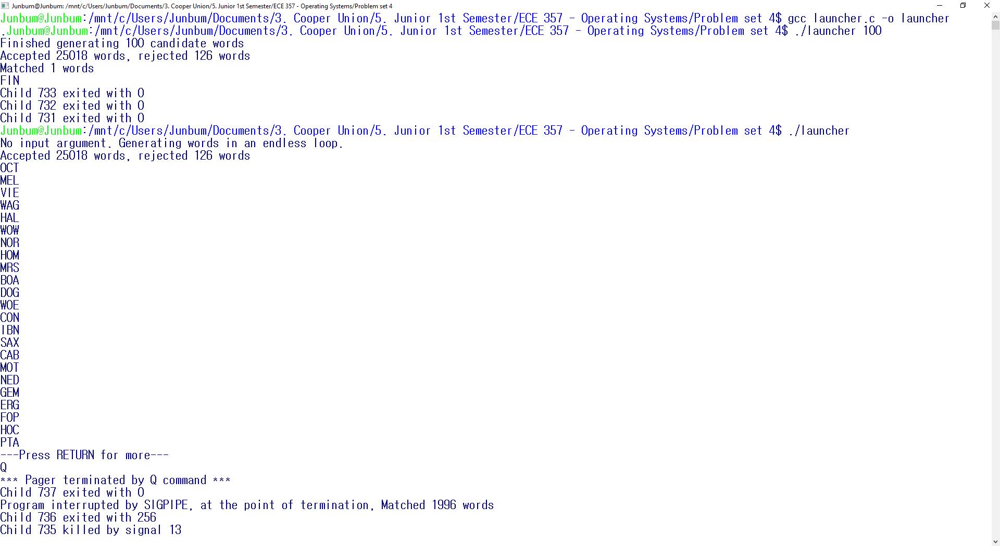 Junbum@Junbum: /mnt/c/Users/Junbum/Documents/3. Cooper Union/5. Junior 1st Semester/ECE 357 - Operating Systems/Problem set 4
Junbum@Junbum:/mnt/c/Users/Junbum/Documents/3. Cooper Union/5. Junior 1st Semester/ECE 357 - Operating Systems/Problem set 4$ gcc launcher.c -o launcher
.Junbum@Junbum:/mnt/c/Users/Junbum/Documents/3. Cooper Union/5. Junior 1st Semester/ECE 357 - Operating Systems/Problem set 4$ ./launcher 100
Finished generating 100 candidate words
Accepted 25018 words, rejected 126 words
Matched 1 words
FIN
Child 733 exited with 0
Child 732 exited with 0
Child 731 exited with 0
Junbum@Junbum:/mnt/c/Users/Junbum/Documents/3. Cooper Union/5. Junior 1st Semester/ECE 357 - Operating Systems/Problem set 4$ ./launcher
No input argument. Generating words in an endless loop.
Accepted 25018 words, rejected 126 words
OCT
MEL
VIE
WAG
HAL
WOW
NOR
HOM
MRS
BOA
DOG
WOE
CON
IBN
SAX
CAB
MOT
NED
GEM
ERG
FOP
HOC
PTA
---Press RETURN for more---
Q
*** Pager terminated by Q command ***
Child 737 exited with 0
Program interrupted by SIGPIPE, at the point of termination, Matched 1996 words
Child 736 exited with 256
Child 735 killed by signal 13